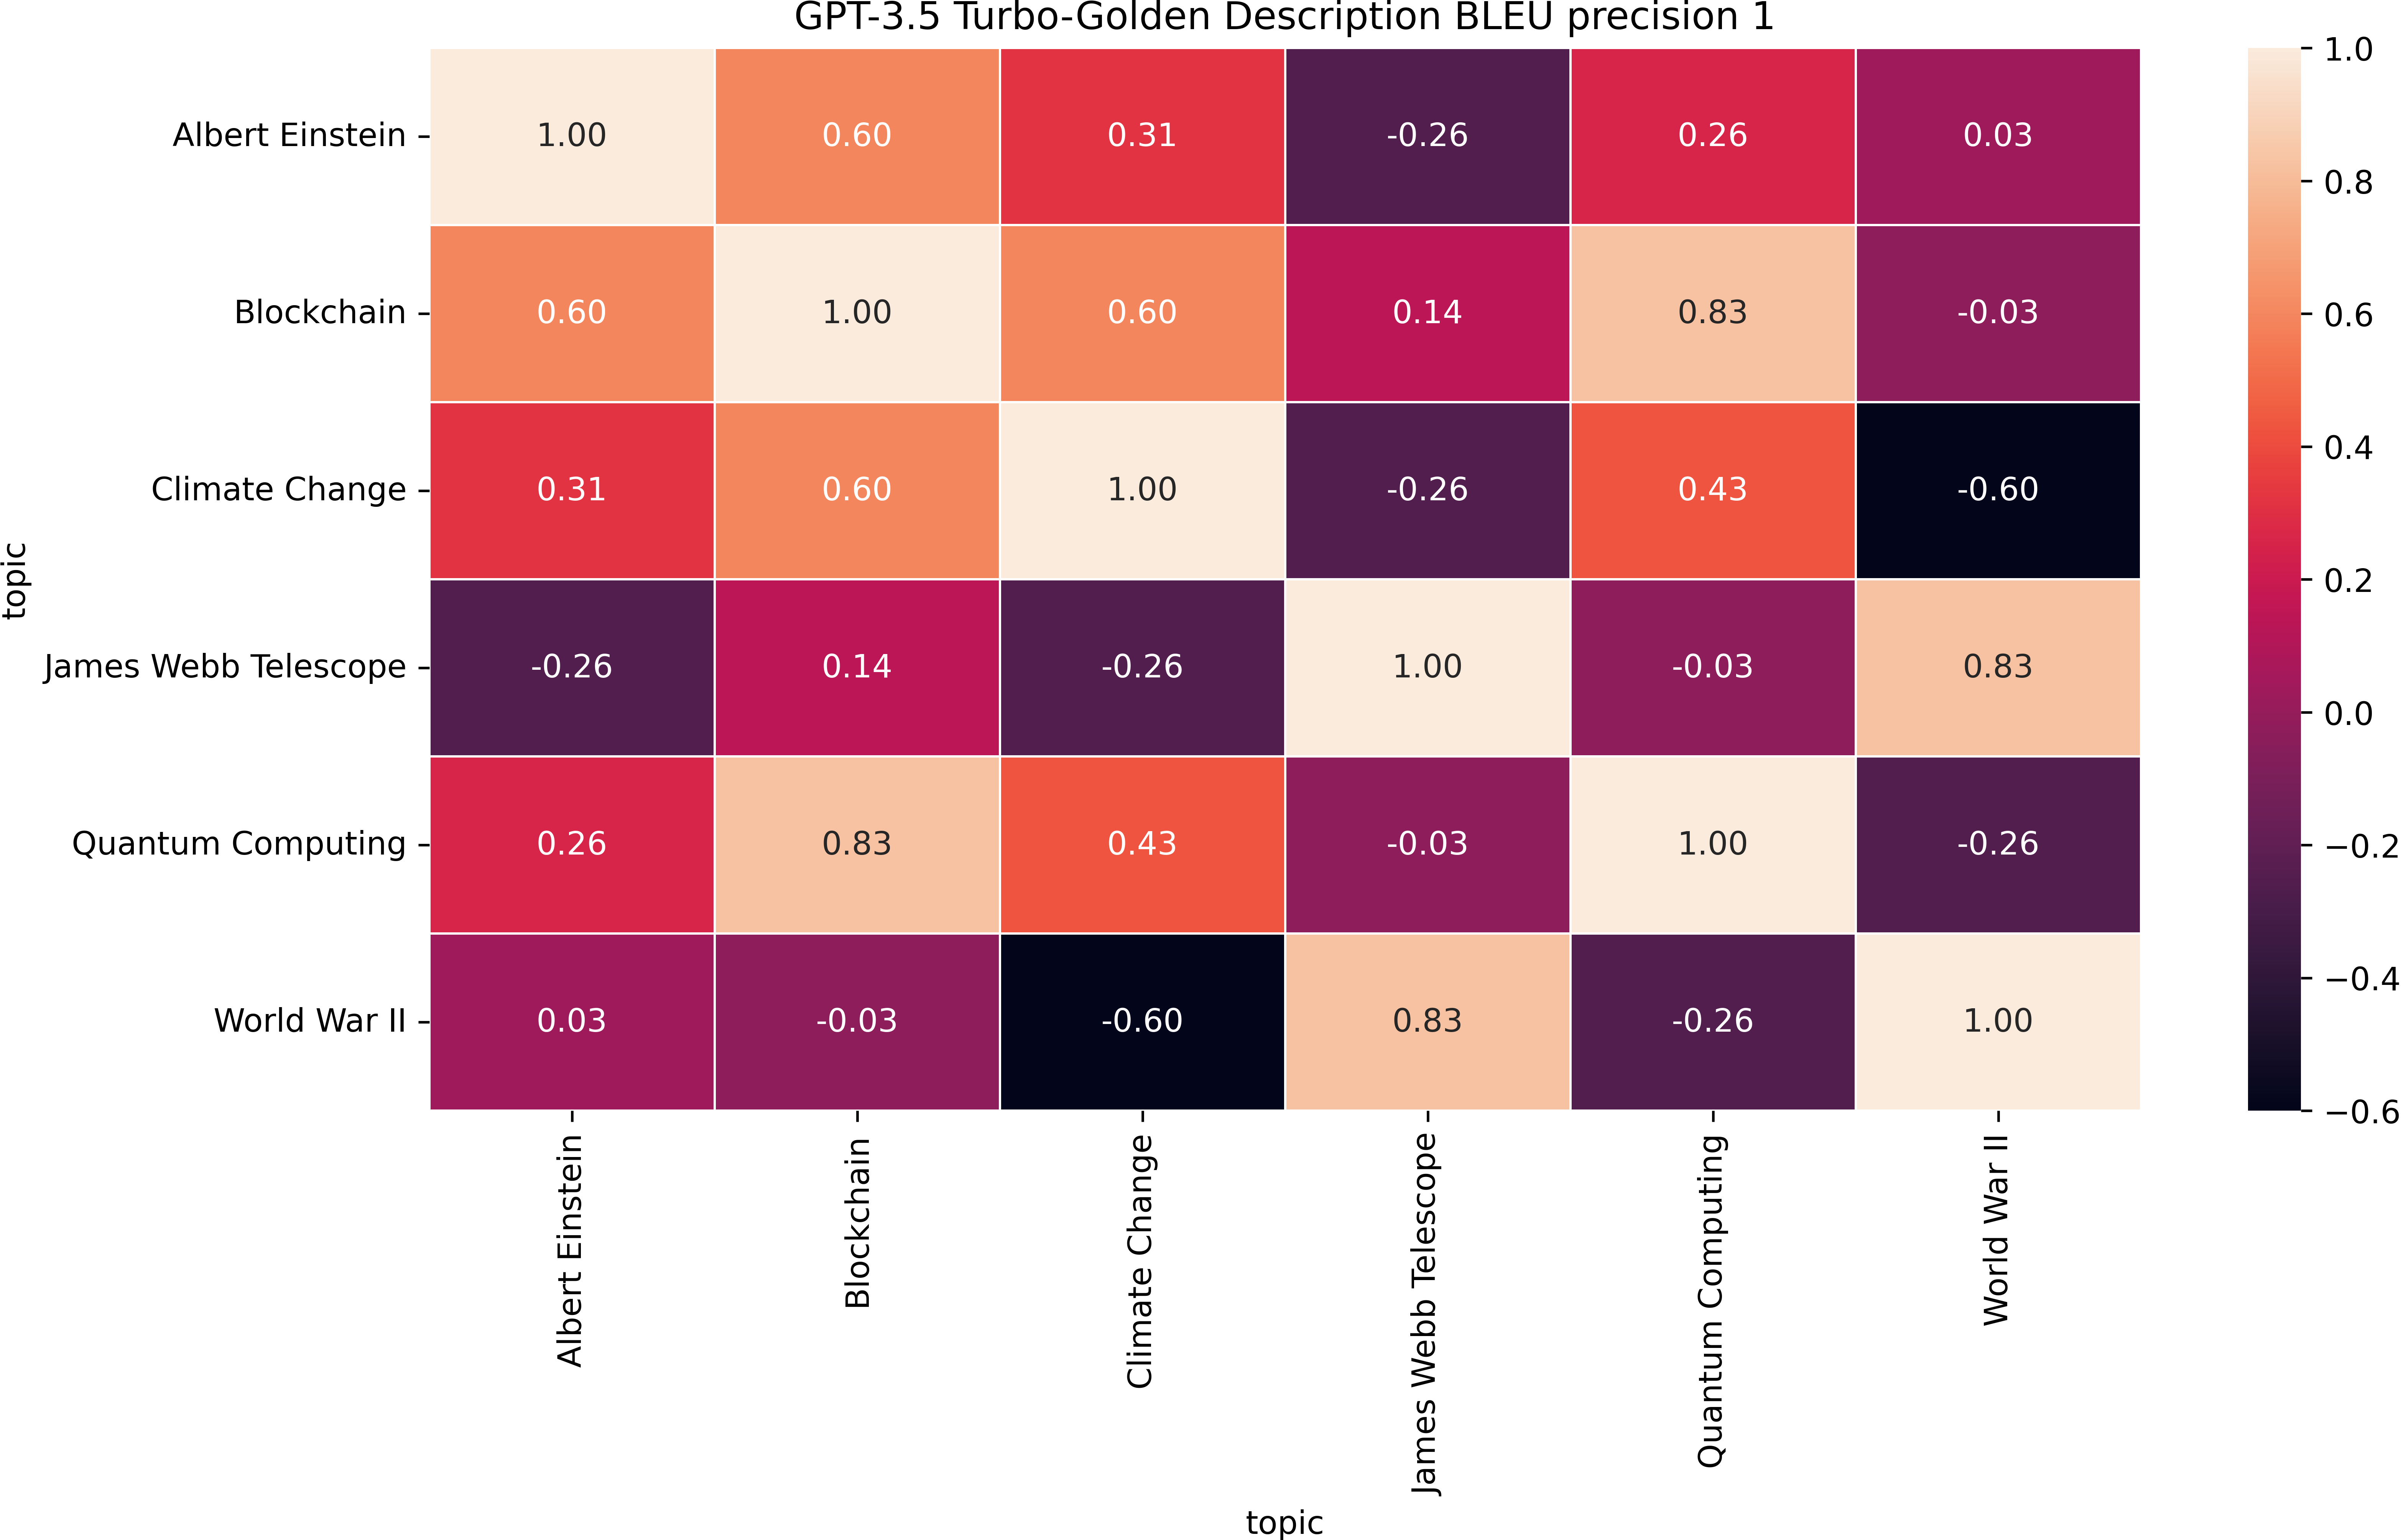 GPT-3.5 Turbo-Golden Description BLEU precision 1
topic
Albert Einstein 1.00 0.60 0.31 -0.26 0.26 0.03
Blockchain 0.60 1.00 0.60 0.14 0.83 -0.03
Climate Change 0.31 0.60 1.00 -0.26 0.43 -0.60
James Webb Telescope -0.26 0.14 -0.26 1.00 -0.03 0.83
Quantum Computing 0.26 0.83 0.43 -0.03 1.00 -0.26
World War II 0.03 -0.03 -0.60 0.83 -0.26 1.00
Albert Einstein
Blockchain
Climate Change
James Webb Telescope
Quantum Computing
World War II
topic
1.0
0.8
0.6
0.4
0.2
0.0
−0.2
−0.4
−0.6